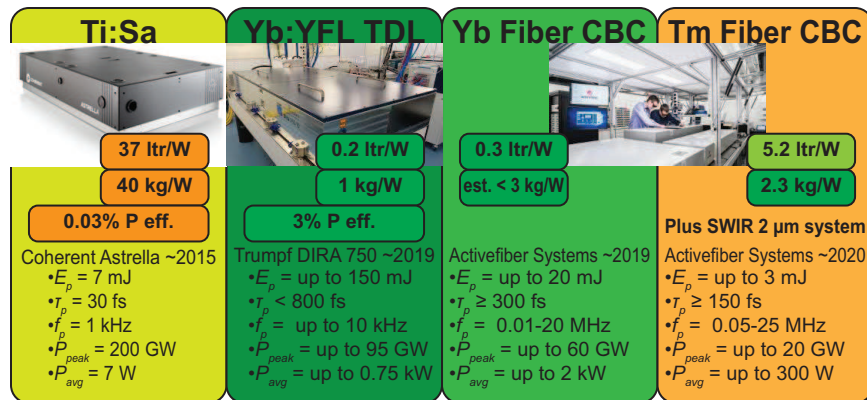 Ti:Sa
37 ltr/W
40 kg/W
0.03% P eff.
Coherent Astrella ~2015
•Eₚ = 7 mJ
•τₚ = 30 fs
•fₚ = 1 kHz
•Pₚₑₐₖ = 200 GW
•Pₐᵥg = 7 W
Yb:YFL TDL
0.2 ltr/W
1 kg/W
3% P eff.
Trumpf DIRA 750 ~2019
•Eₚ = up to 150 mJ
•τₚ < 800 fs
•fₚ = up to 10 kHz
•Pₚₑₐₖ = up to 95 GW
•Pₐᵥg = up to 0.75 kW
Yb Fiber CBC
0.3 ltr/W
est. < 3 kg/W
Activefiber Systems ~2019
•Eₚ = up to 20 mJ
•τₚ ≥ 300 fs
•fₚ = 0.01-20 MHz
•Pₚₑₐₖ = up to 60 GW
•Pₐᵥg = up to 2 kW
Tm Fiber CBC
5.2 ltr/W
2.3 kg/W
Plus SWIR 2 µm system
Activefiber Systems ~2020
•Eₚ = up to 3 mJ
•τₚ ≥ 150 fs
•fₚ = 0.05-25 MHz
•Pₚₑₐₖ = up to 20 GW
•Pₐᵥg = up to 300 W